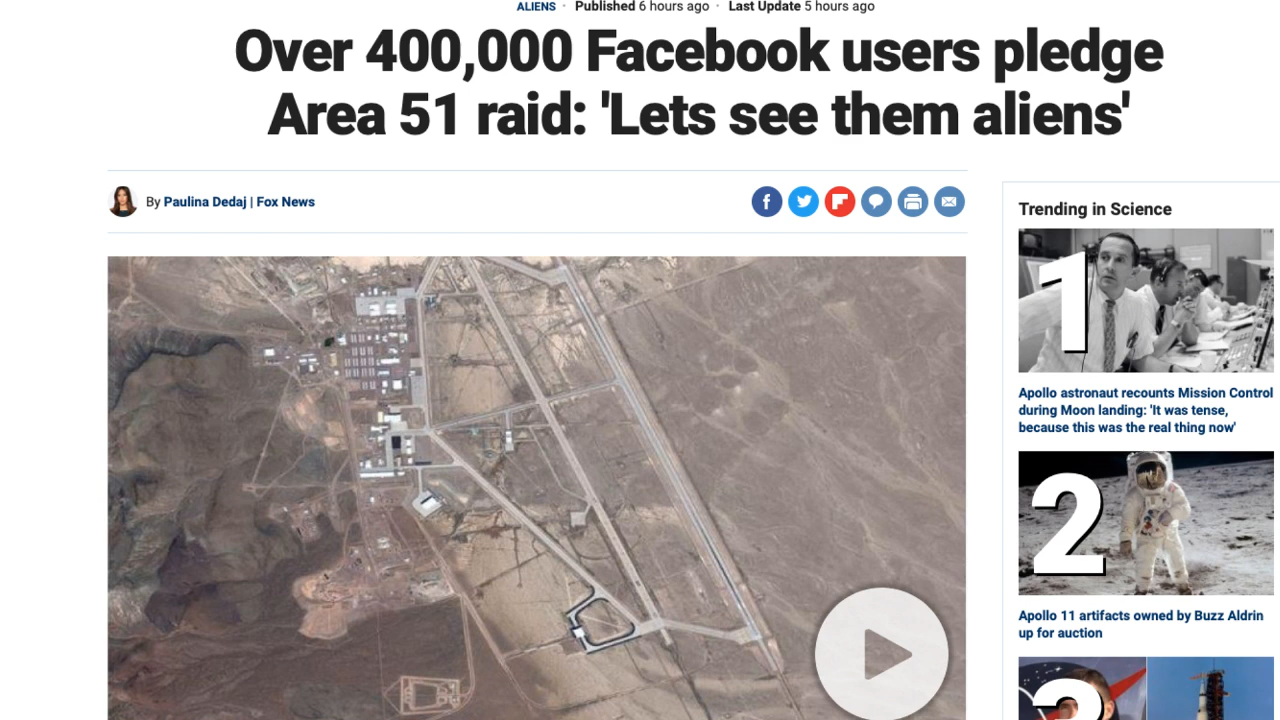 ALIENS · Published 6 hours ago · Last Update 5 hours ago
Over 400,000 Facebook users pledge
Area 51 raid: 'Lets see them aliens'
By Paulina Dedaj | Fox News
f
Trending in Science
1
Apollo astronaut recounts Mission Control
during Moon landing: 'It was tense,
because this was the real thing now'
2
Apollo 11 artifacts owned by Buzz Aldrin
up for auction
3